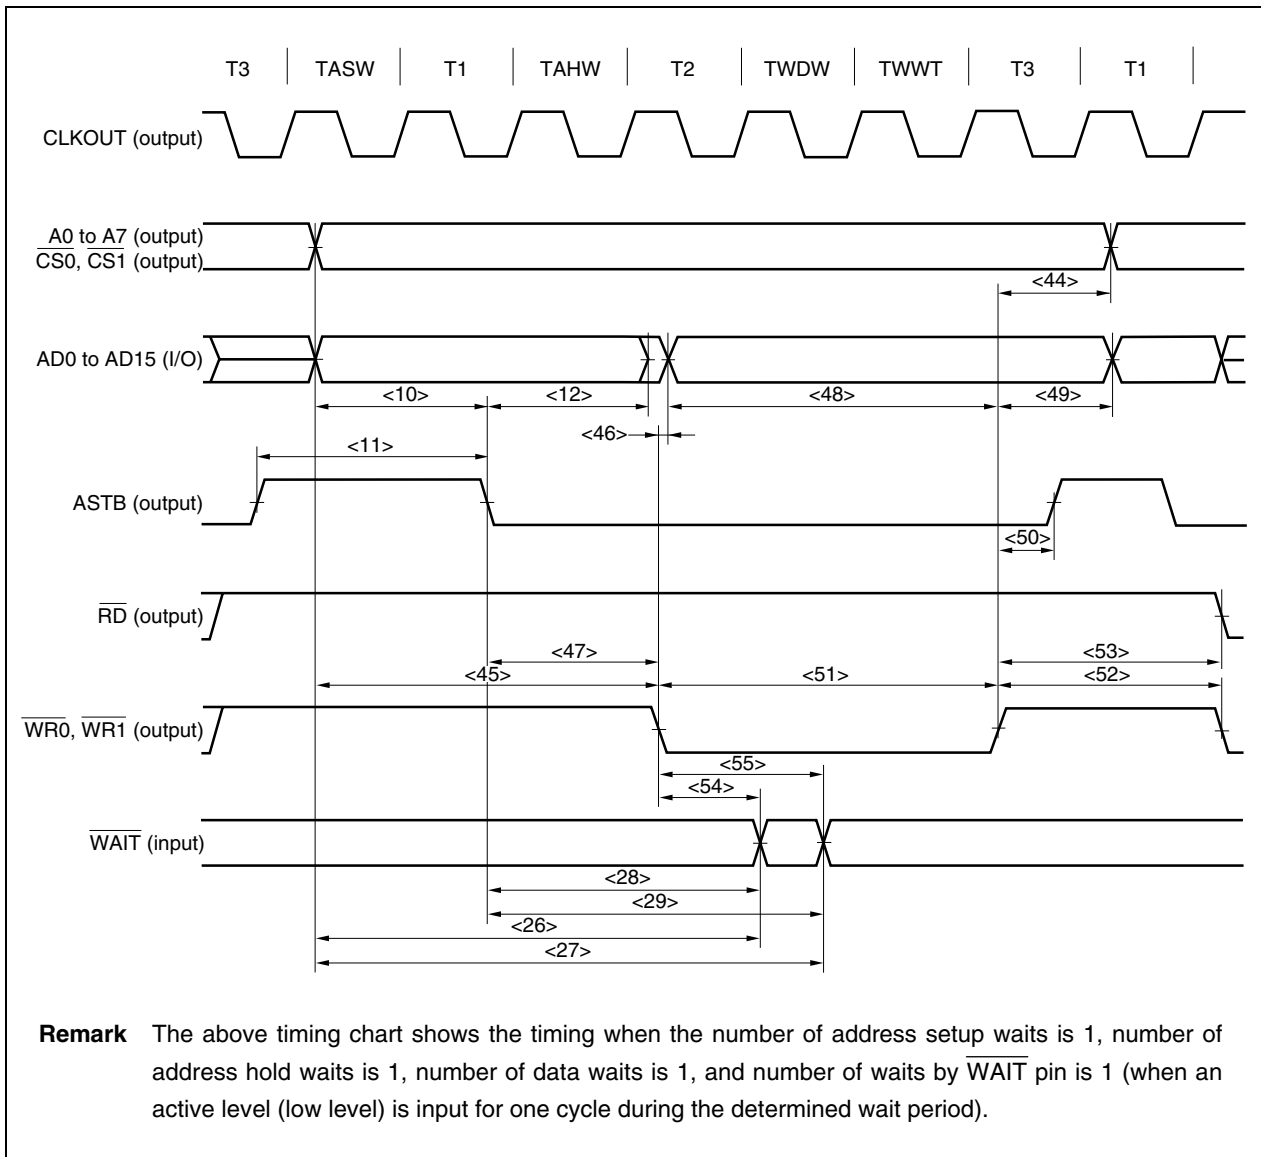 T3 TASW T1 TAHW T2 TWDW TWWT T3 T1
CLKOUT (output)
A0 to A7 (output)
CS0, CS1 (output)
<44>
AD0 to AD15 (I/O)
<10> <12> <48> <49>
<46>
<11>
ASTB (output)
<50>
RD (output)
<47> <53>
<45> <51> <52>
WR0, WR1 (output)
<55>
<54>
WAIT (input)
<28>
<29>
<26>
<27>
Remark The above timing chart shows the timing when the number of address setup waits is 1, number of
address hold waits is 1, number of data waits is 1, and number of waits by WAIT pin is 1 (when an
active level (low level) is input for one cycle during the determined wait period).